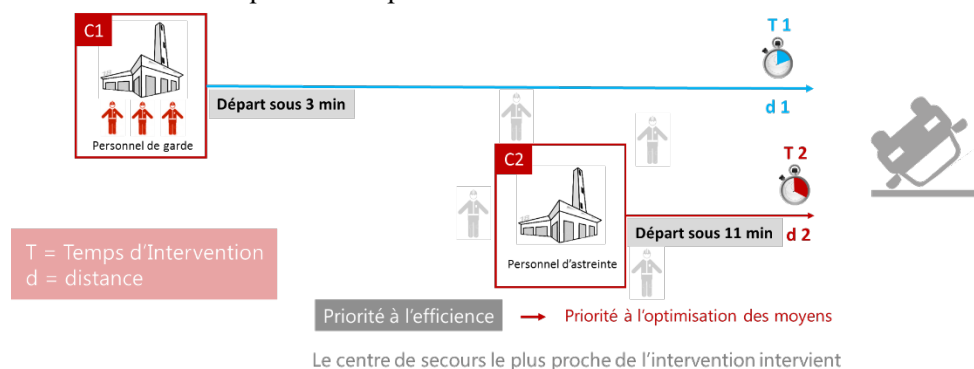 C1
T 1
Départ sous 3 min
d 1
Personnel de garde
C2
T 2
Départ sous 11 min
d 2
Personnel d'astreinte
T = Temps d'Intervention
d = distance
Priorité à l'efficience → Priorité à l'optimisation des moyens
Le centre de secours le plus proche de l'intervention intervient